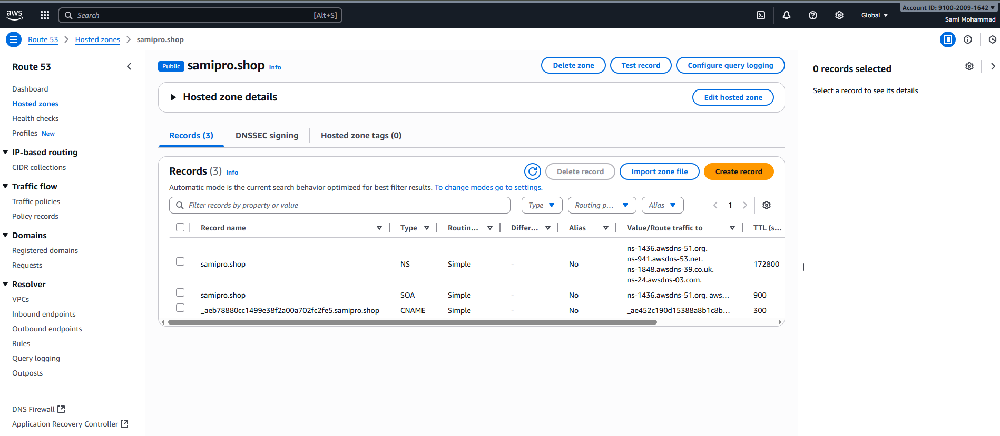 aws
Search
[Alt+S]
Global
Account ID: 9100-2009-1642
Sami Mohammad
Route 53
Hosted zones
samipro.shop
Route 53
Dashboard
Hosted zones
Health checks
Profiles New
IP-based routing
CIDR collections
Traffic flow
Traffic policies
Policy records
Domains
Registered domains
Requests
Resolver
VPCs
Inbound endpoints
Outbound endpoints
Rules
Query logging
Outposts
DNS Firewall
Application Recovery Controller
Public samipro.shop Info
Delete zone
Test record
Configure query logging
Hosted zone details
Edit hosted zone
Records (3)
DNSSEC signing
Hosted zone tags (0)
Records (3) Info
Delete record
Import zone file
Create record
Automatic mode is the current search behavior optimized for best filter results. To change modes go to settings.
Filter records by property or value
Type
Routing p...
Alias
1
Record name Type Routin... Differ... Alias Value/Route traffic to TTL (s...
samipro.shop NS Simple - No ns-1436.awsdns-51.org.
ns-941.awsdns-53.net.
ns-1848.awsdns-39.co.uk.
ns-24.awsdns-03.com.
172800
samipro.shop SOA Simple - No ns-1436.awsdns-51.org. aws... 900
_aeb78880cc1499e38f2a00a702fc2fe5.samipro.shop CNAME Simple - No _ae452c190d15388a8b1c8b... 300
0 records selected
Select a record to see its details